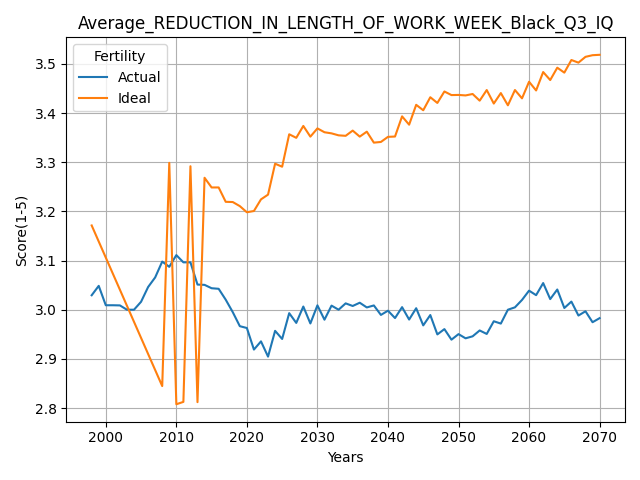 Average_REDUCTION_IN_LENGTH_OF_WORK_WEEK_Black_Q3_IQ
Fertility
Actual
Ideal
Score(1-5)
3.5
3.4
3.3
3.2
3.1
3.0
2.9
2.8
2000 2010 2020 2030 2040 2050 2060 2070
Years